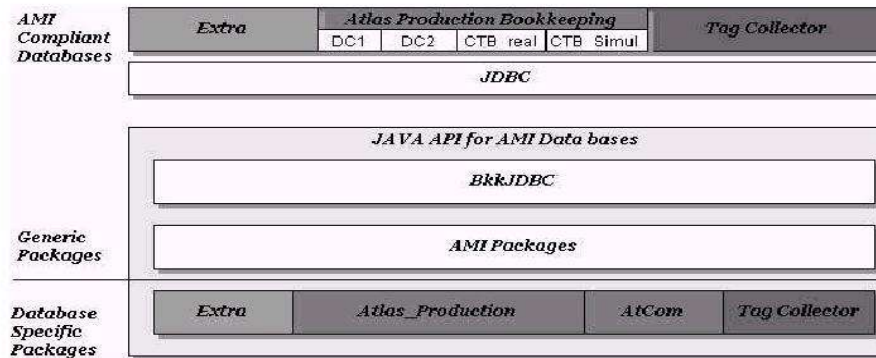 AMI
Compliant
Databases
Extra
Atlas Production Bookkeeping
DC1 DC2 CTB real CTB Simul
Tag Collector
JDBC
JAVA API for AMI Data bases
BkkJDBC
Generic
Packages
AMI Packages
Database
Specific
Packages
Extra Atlas_Production AtCom Tag Collector